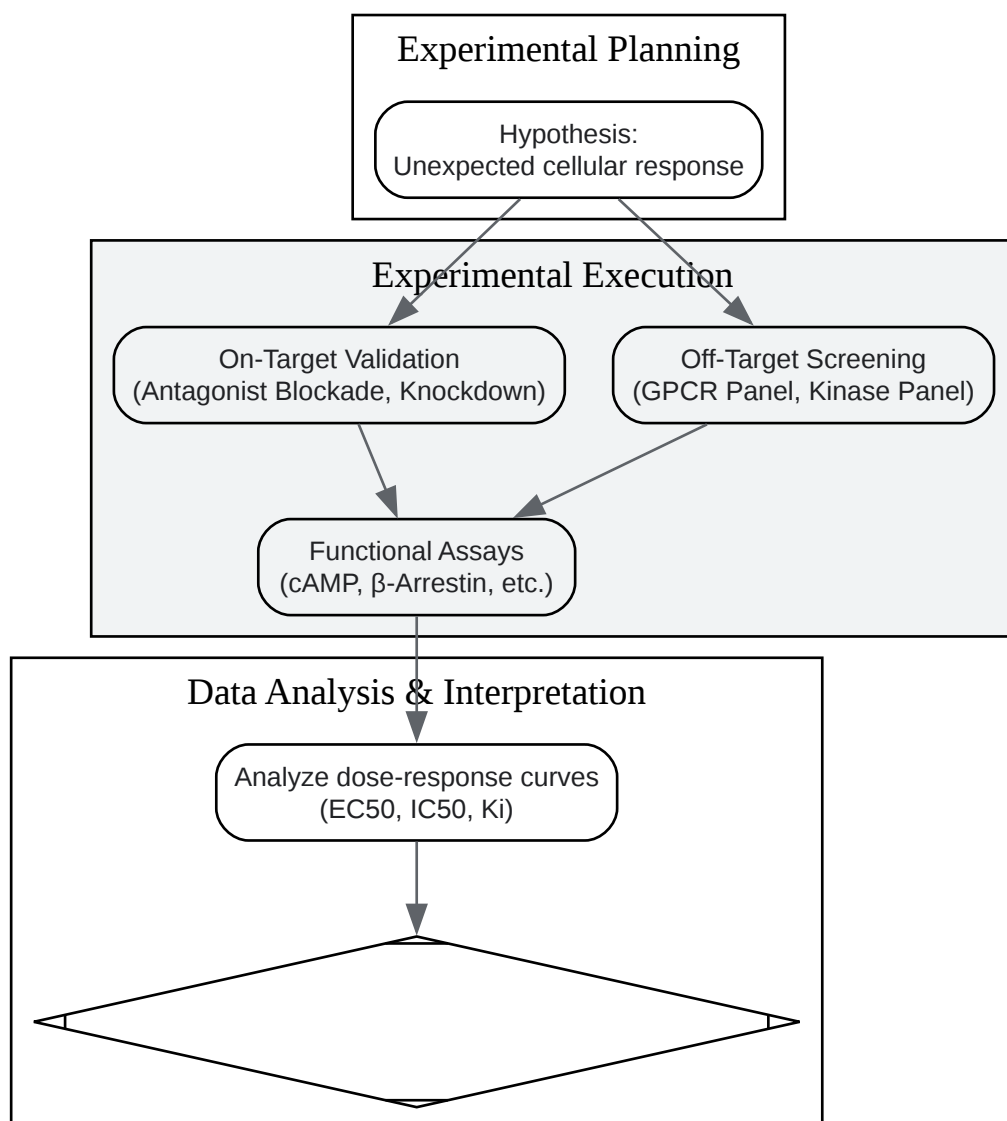 Experimental Planning
Hypothesis:
Unexpected cellular response
Experimental Execution
On-Target Validation
(Antagonist Blockade, Knockdown)
Off-Target Screening
(GPCR Panel, Kinase Panel)
Functional Assays
(cAMP, β-Arrestin, etc.)
Data Analysis & Interpretation
Analyze dose-response curves
(EC50, IC50, Ki)